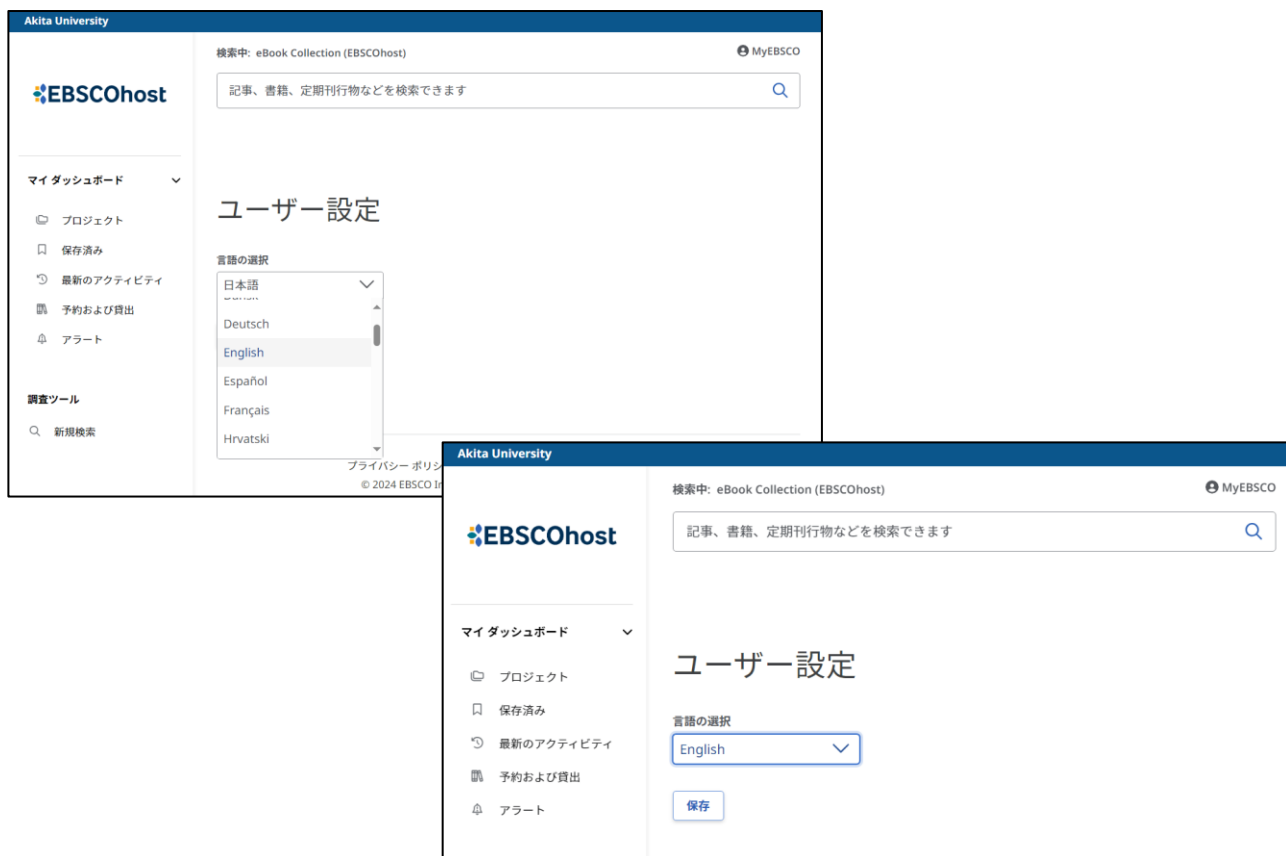 Akita University
検索中: eBook Collection (EBSCOhost)
MyEBSCO
EBSCOhost
記事、書籍、定期刊行物などを検索できます
マイ ダッシュボード
プロジェクト
保存済み
最新のアクティビティ
予約および貸出
アラート
調査ツール
新規検索
ユーザー設定
言語の選択
日本語
Dansk
Deutsch
English
Español
Français
Hrvatski
プライバシー ポリシ
© 2024 EBSCO In
Akita University
検索中: eBook Collection (EBSCOhost)
MyEBSCO
EBSCOhost
記事、書籍、定期刊行物などを検索できます
マイ ダッシュボード
プロジェクト
保存済み
最新のアクティビティ
予約および貸出
アラート
ユーザー設定
言語の選択
English
保存